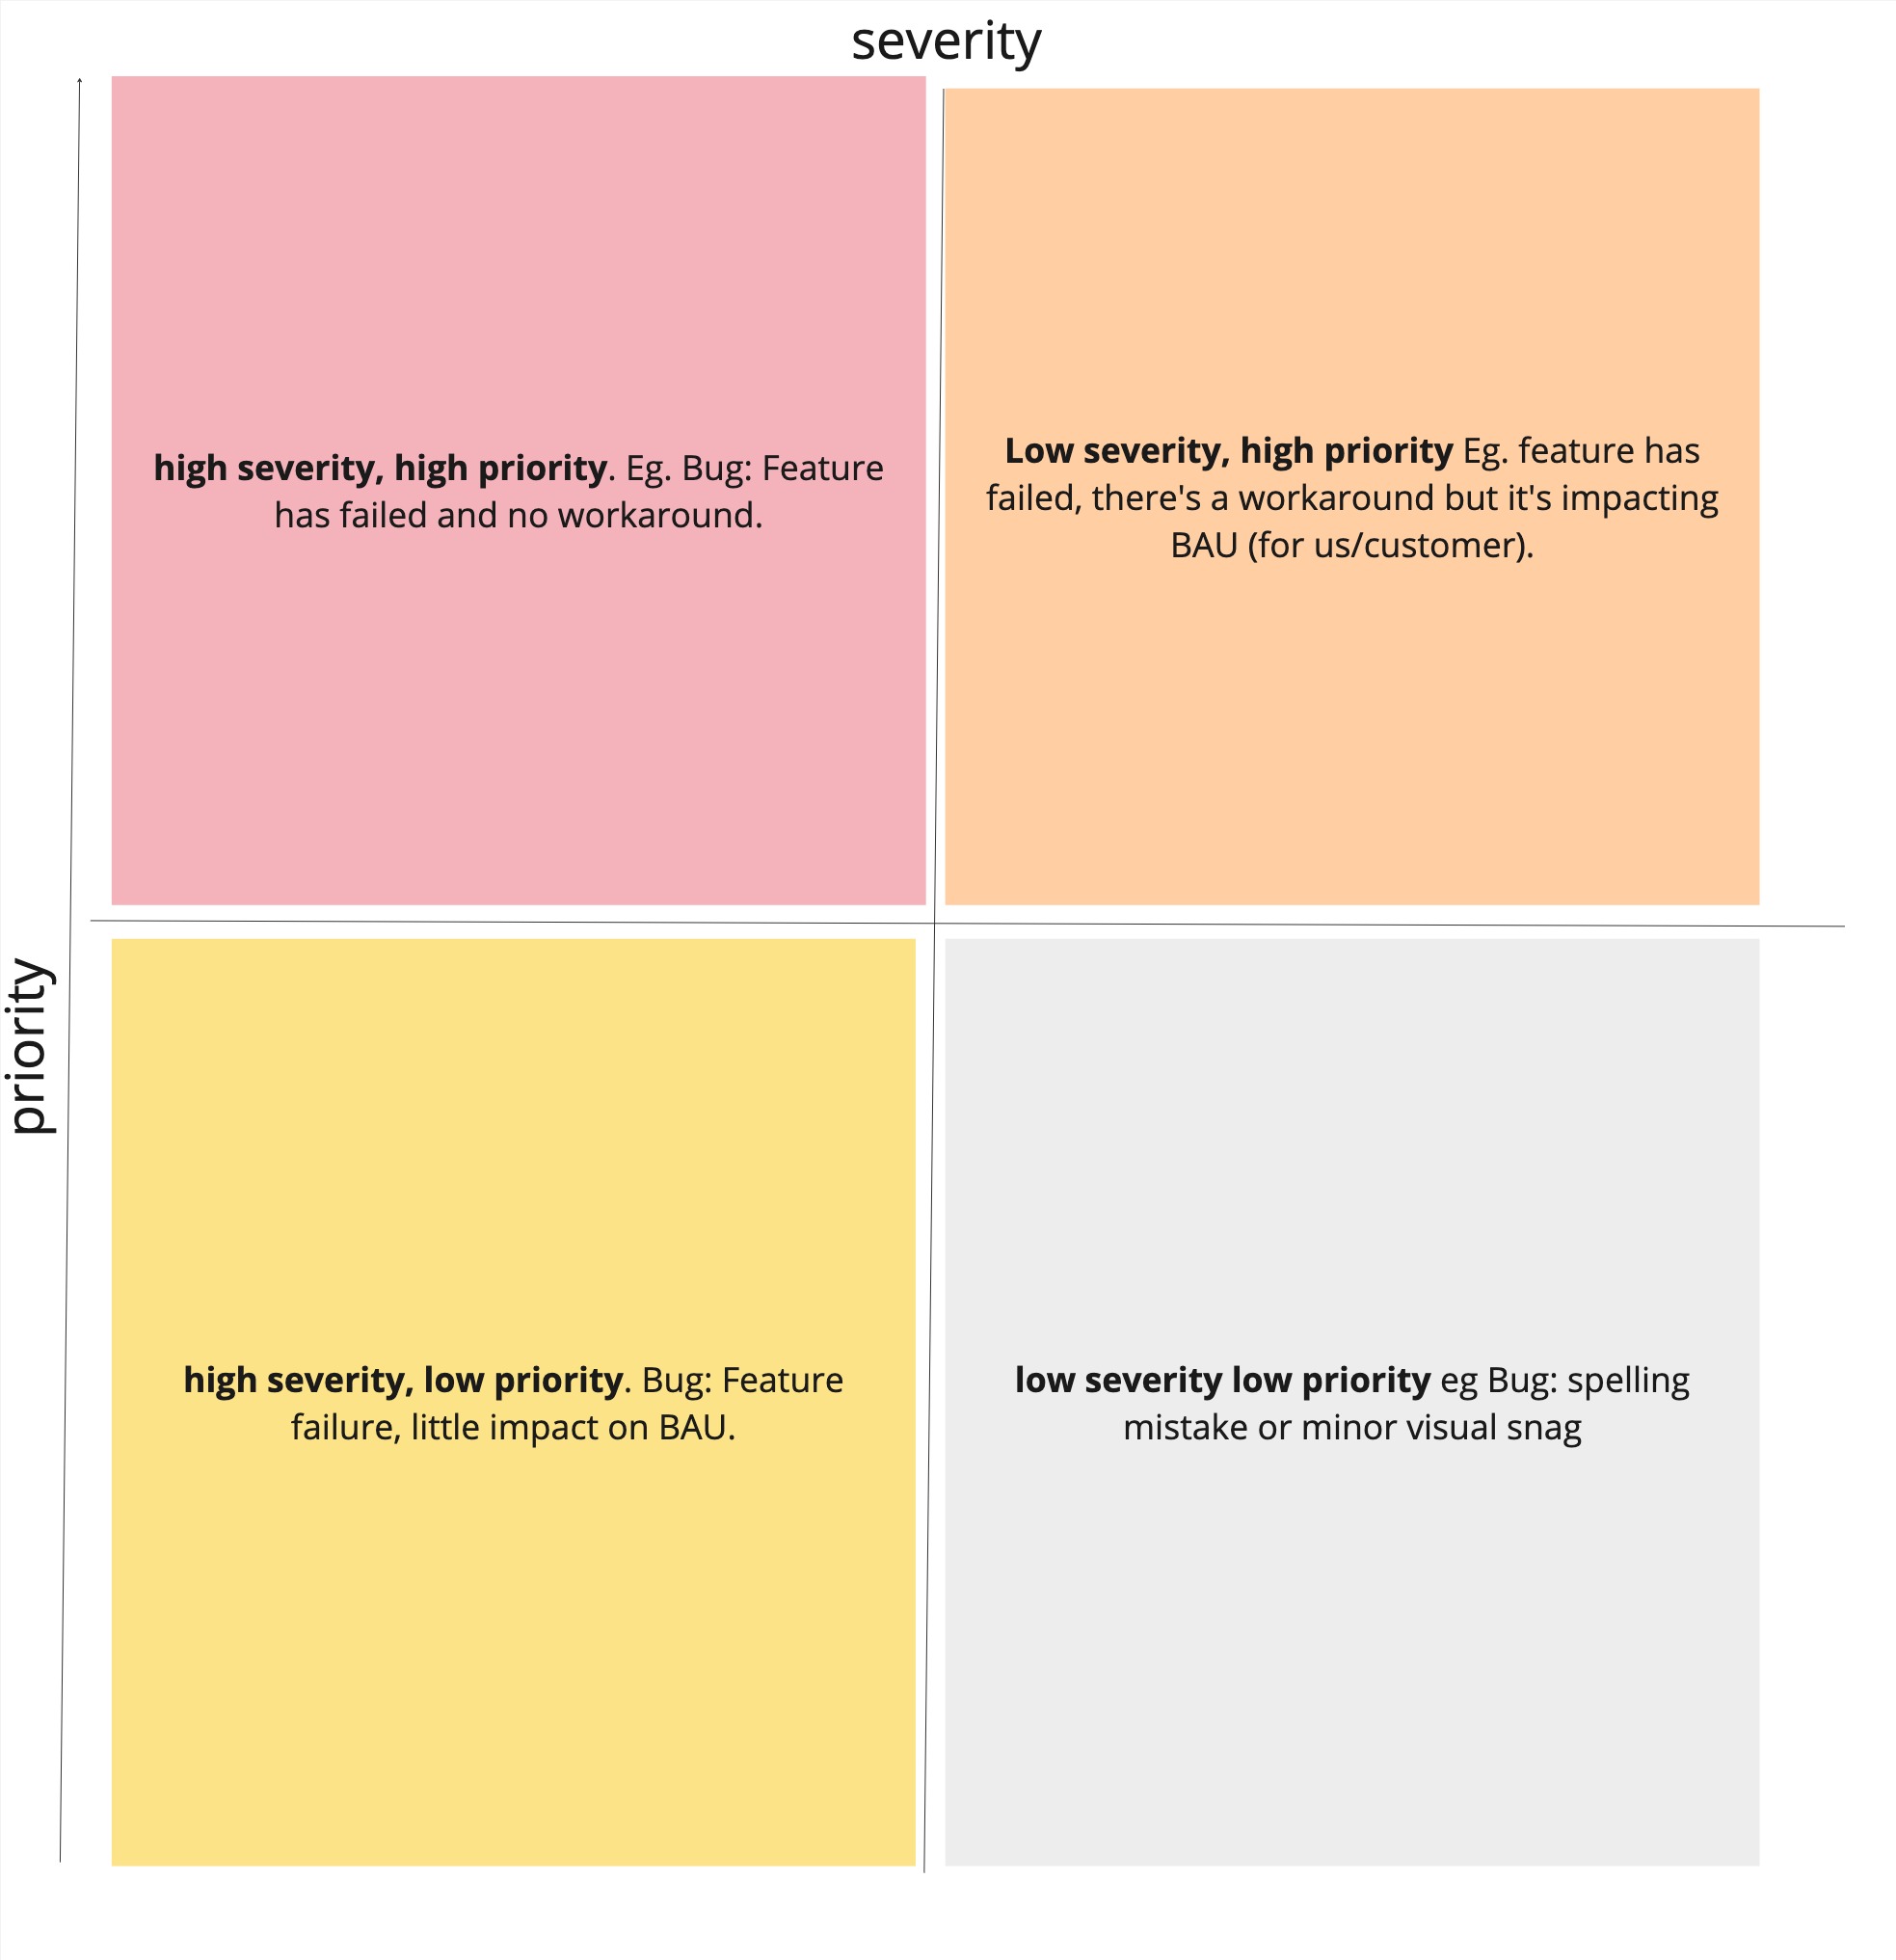 severity
high severity, high priority. Eg. Bug: Feature
has failed and no workaround.
Low severity, high priority Eg. feature has
failed, there's a workaround but it's impacting
BAU (for us/customer).
priority
high severity, low priority. Bug: Feature
failure, little impact on BAU.
low severity low priority eg Bug: spelling
mistake or minor visual snag